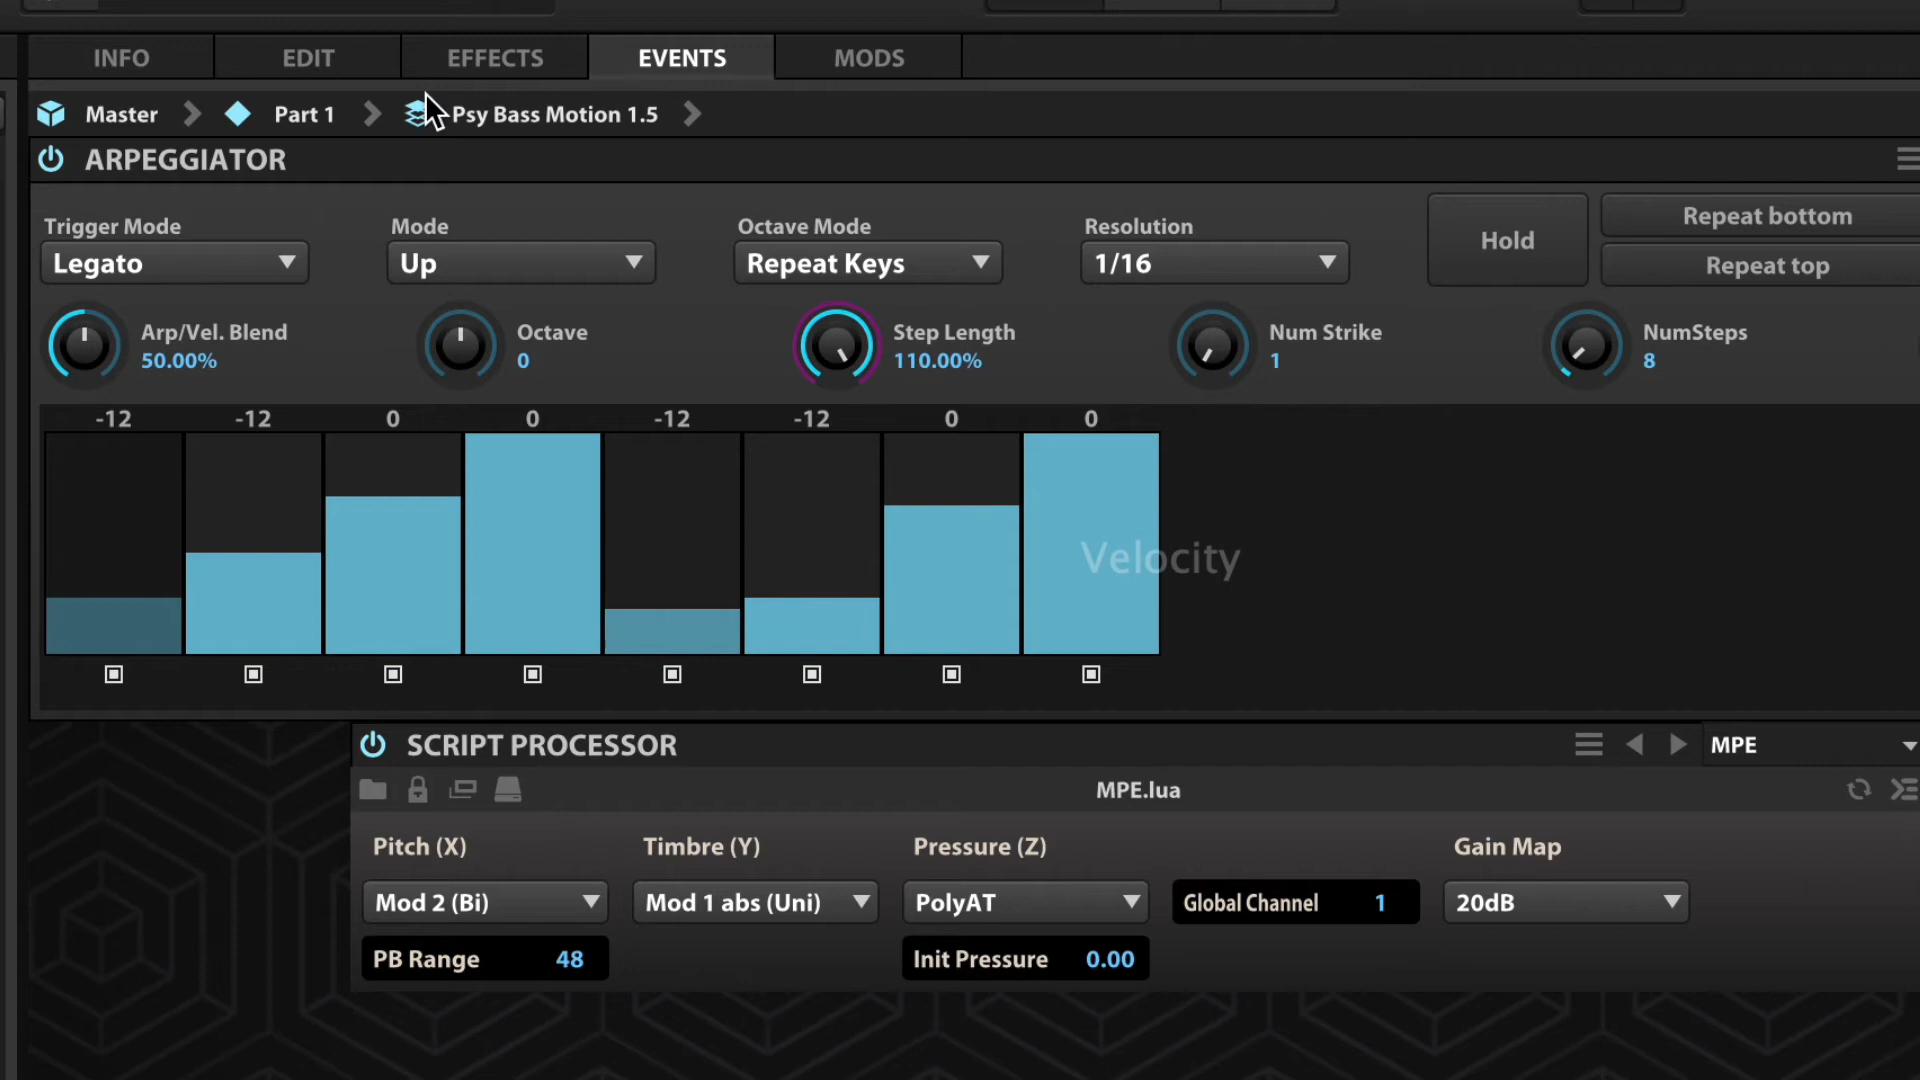 INFO EDIT EFFECTS EVENTS MODS
Master Part 1 Psy Bass Motion 1.5
ARPEGGIATOR
Trigger Mode Mode Octave Mode Resolution
Legato Up Repeat Keys 1/16 Hold Repeat bottom
Repeat top
Arp/Vel. Blend Octave Step Length Num Strike NumSteps
50.00% 0 110.00% 1 8
-12 -12 0 0 -12 -12 0 0
Velocity
SCRIPT PROCESSOR MPE
MPE.lua
Pitch (X) Timbre (Y) Pressure (Z) Gain Map
Mod 2 (Bi) Mod 1 abs (Uni) PolyAT Global Channel 1 20dB
PB Range 48 Init Pressure 0.00